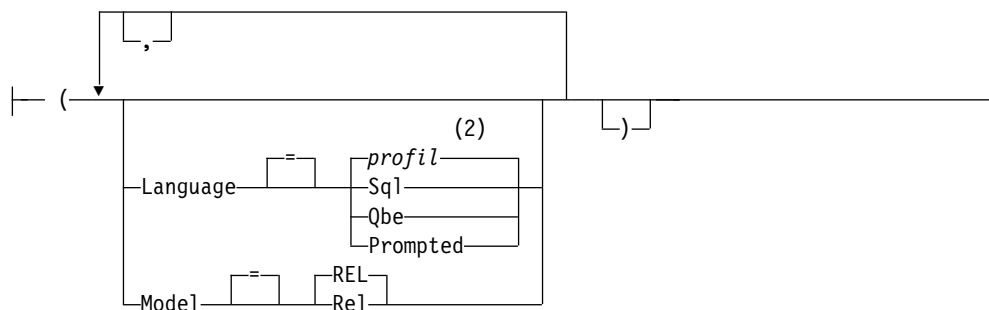 ,
(
)
(2)
= profil
Language Sql
Qbe
Prompted
= REL
Model Rel